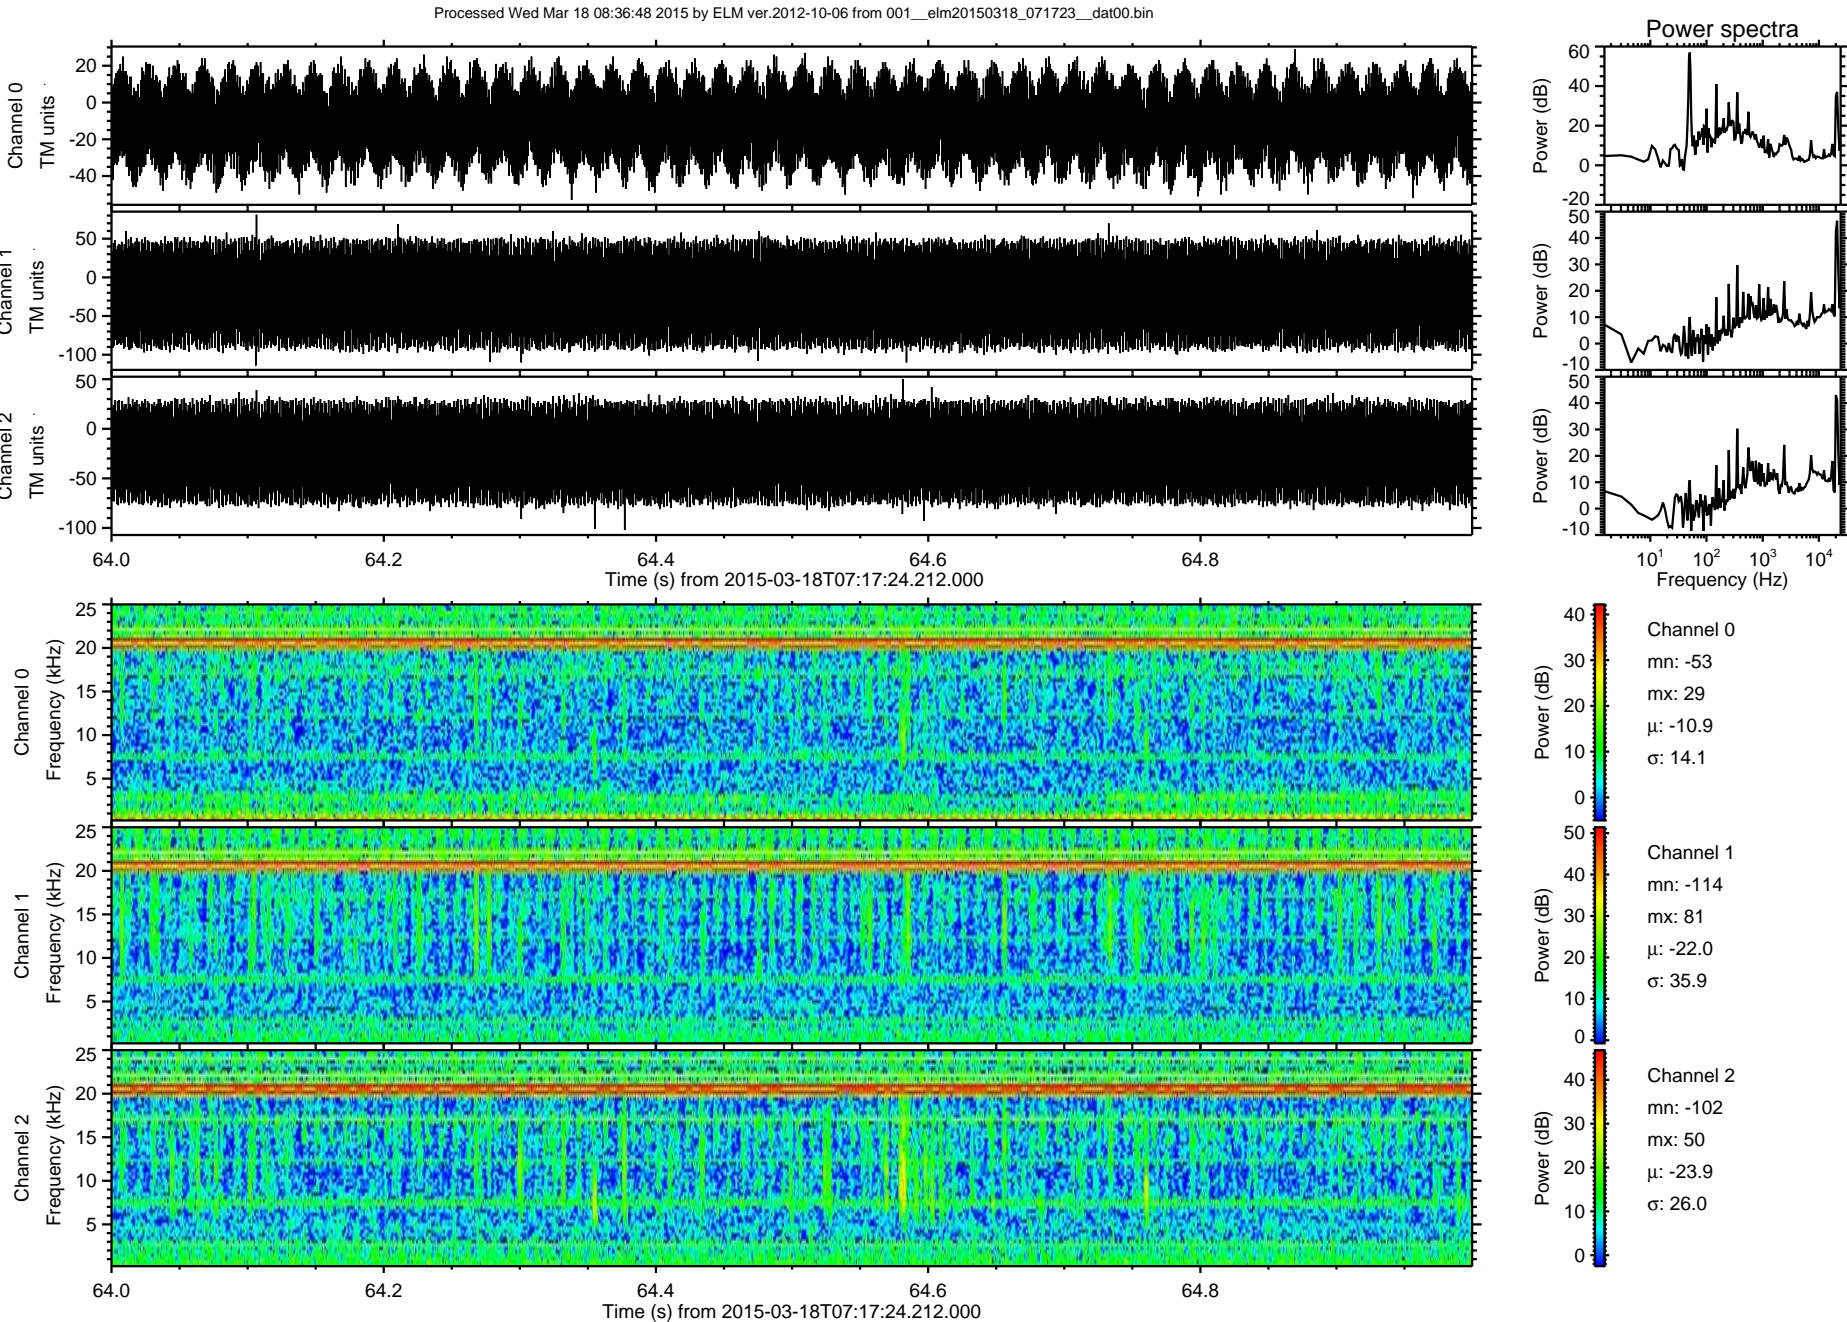 Processed Wed Mar 18 08:36:48 2015 by ELM ver.2012-10-06 from 001__elm20150318_071723__dat00.bin
Power spectra
Channel 0
TM units
20
0
-20
-40
Power (dB)
60
40
20
0
-20
Channel 1
TM units
50
0
-50
-100
Power (dB)
50
40
30
20
10
0
-10
Channel 2
TM units
50
0
-50
-100
Power (dB)
50
40
30
20
10
0
-10
64.0 64.2 64.4 64.6 64.8
Time (s) from 2015-03-18T07:17:24.212.000
10^1 10^2 10^3 10^4
Frequency (Hz)
Channel 0
Frequency (kHz)
25
20
15
10
5
Power (dB)
40
30
20
10
0
Channel 0
mn: -53
mx: 29
μ: -10.9
σ: 14.1
Channel 1
Frequency (kHz)
25
20
15
10
5
Power (dB)
50
40
30
20
10
0
Channel 1
mn: -114
mx: 81
μ: -22.0
σ: 35.9
Channel 2
Frequency (kHz)
25
20
15
10
5
Power (dB)
40
30
20
10
0
Channel 2
mn: -102
mx: 50
μ: -23.9
σ: 26.0
64.0 64.2 64.4 64.6 64.8
Time (s) from 2015-03-18T07:17:24.212.000